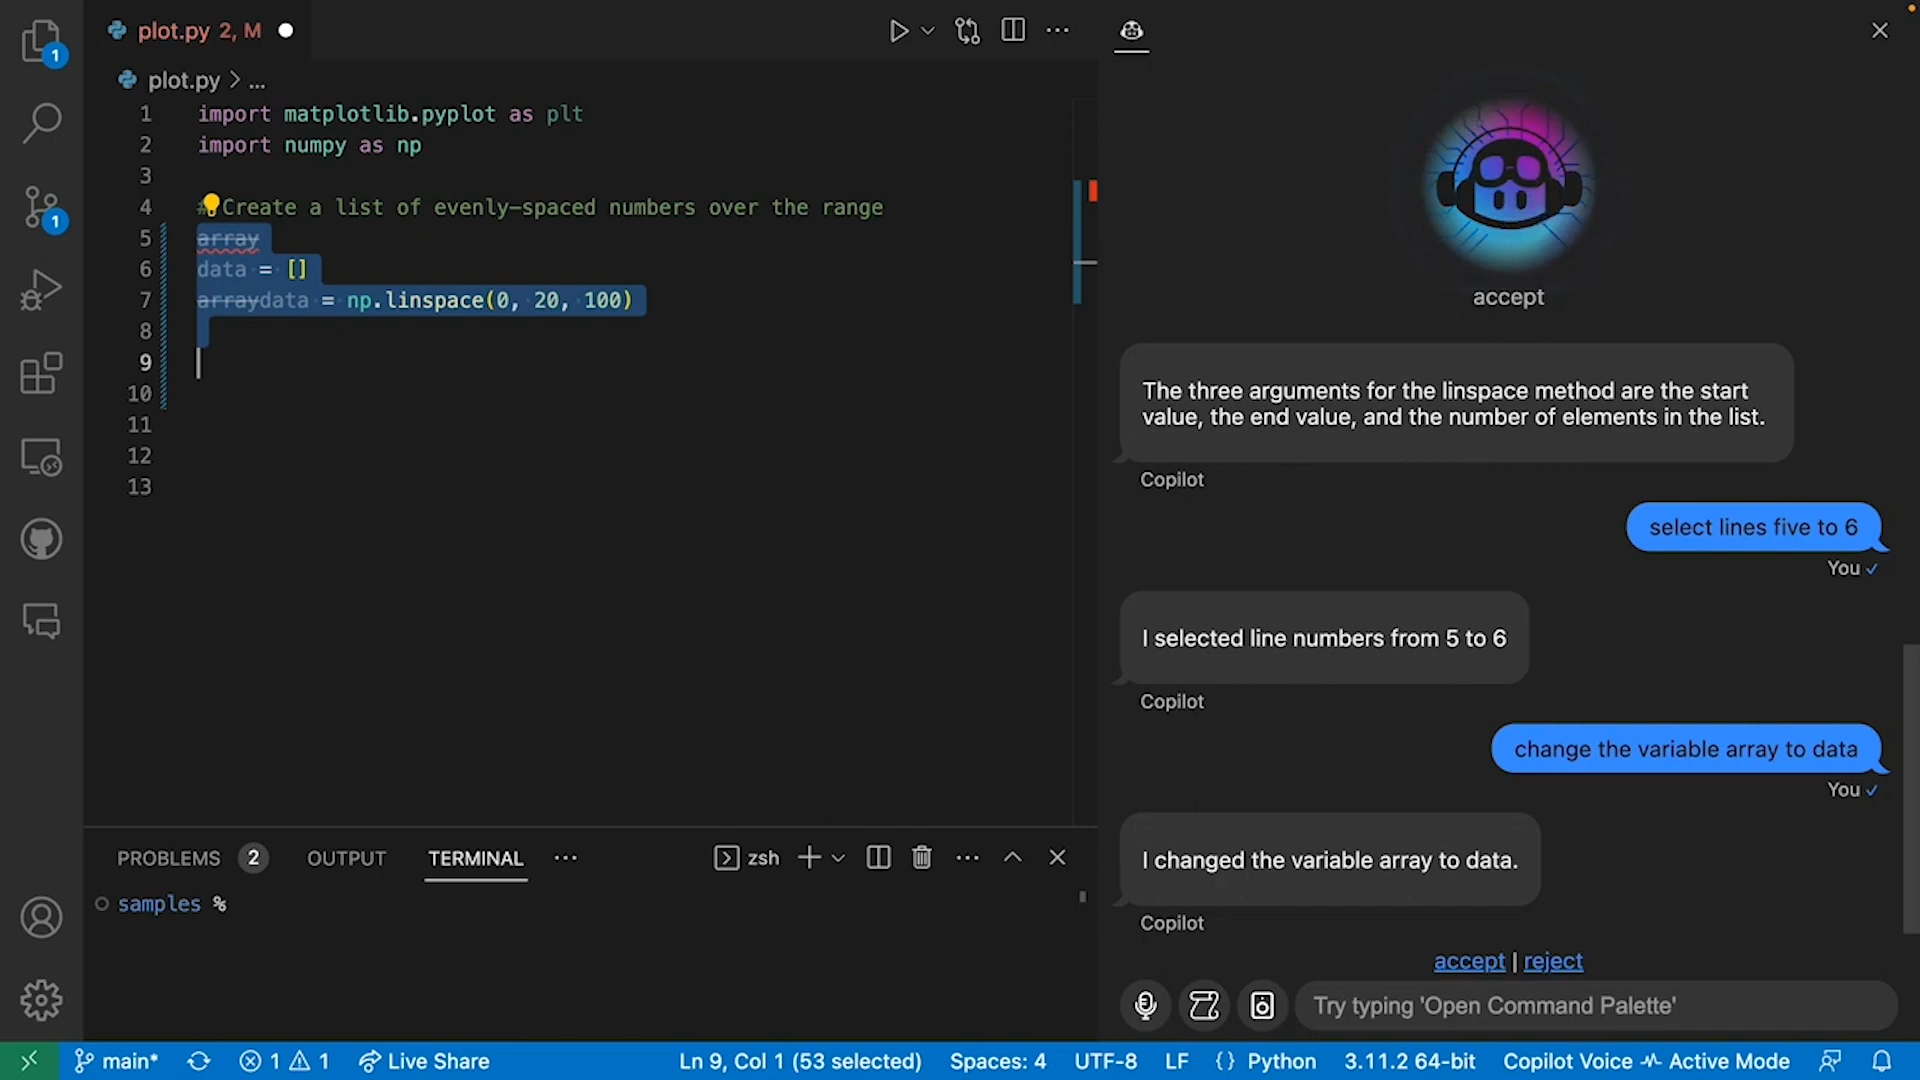 1
plot.py 2, M
plot.py > ...
1 import matplotlib.pyplot as plt
2 import numpy as np
3
4 #Create a list of evenly-spaced numbers over the range
5 array
6 data = []
7 arraydata = np.linspace(0, 20, 100)
8
9
10
11
12
13
1
PROBLEMS 2 OUTPUT TERMINAL ... zsh
samples %
accept
The three arguments for the linspace method are the start
value, the end value, and the number of elements in the list.
Copilot
select lines five to 6
You ✓
I selected line numbers from 5 to 6
Copilot
change the variable array to data
You ✓
I changed the variable array to data.
Copilot
accept | reject
Try typing 'Open Command Palette'
main* 1 1 Live Share Ln 9, Col 1 (53 selected) Spaces: 4 UTF-8 LF {} Python 3.11.2 64-bit Copilot Voice Active Mode